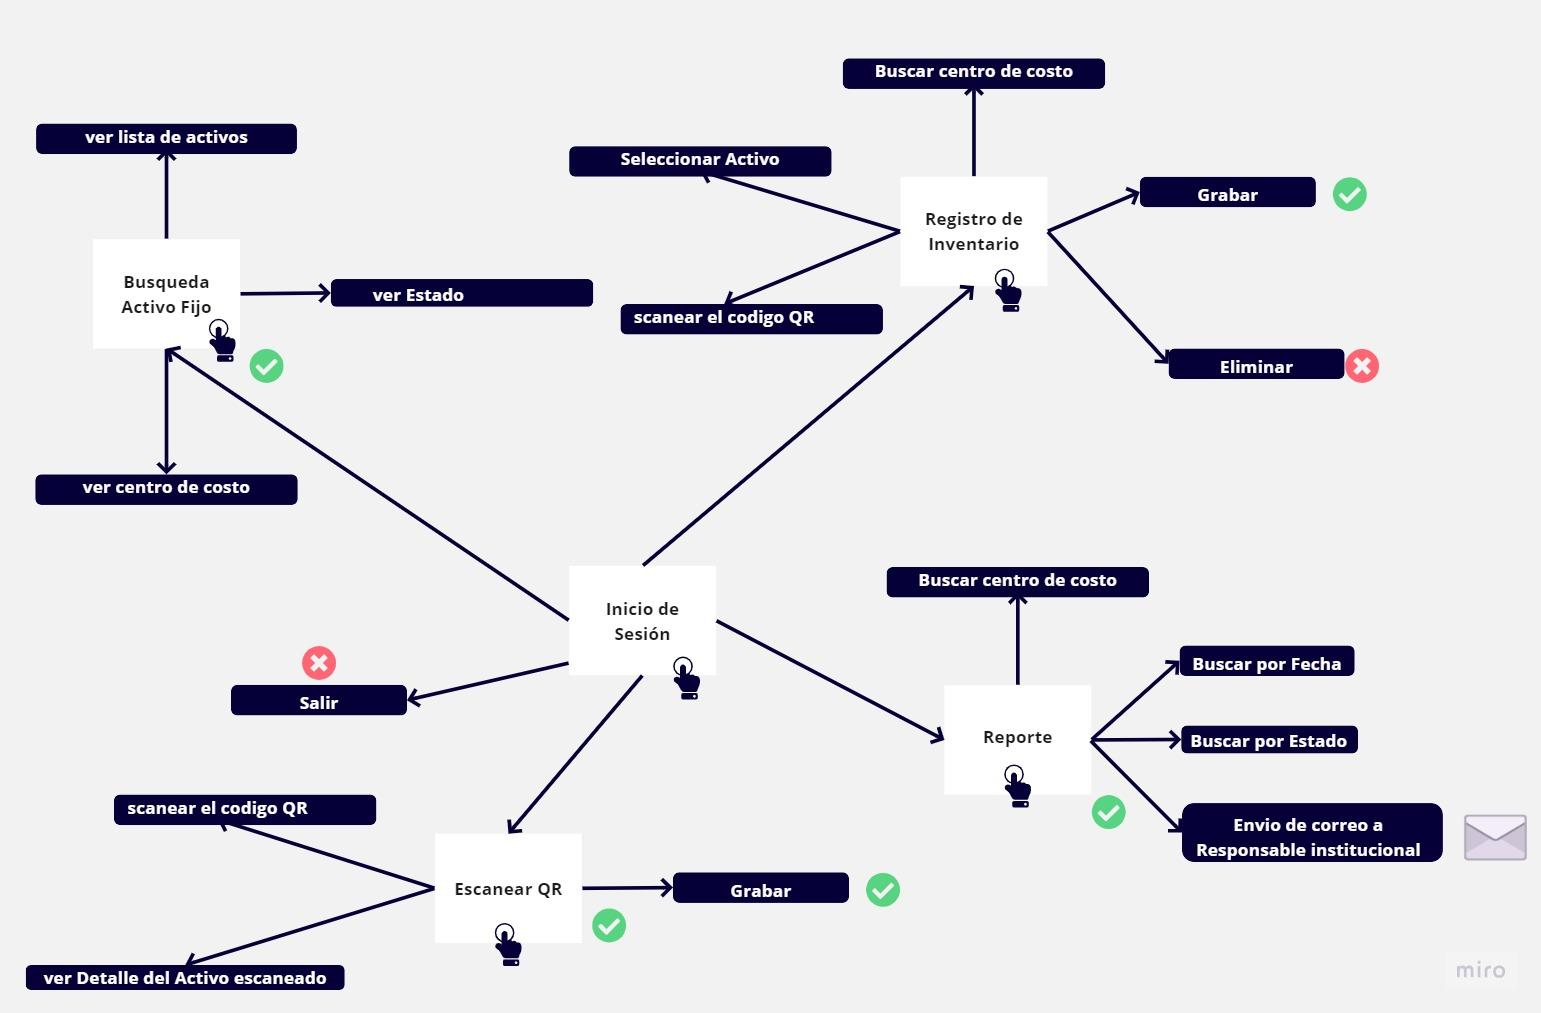 Buscar centro de costo
ver lista de activos
Seleccionar Activo
Registro de
Inventario
Grabar
Busqueda
Activo Fijo
ver Estado
scanear el codigo QR
Eliminar
ver centro de costo
Inicio de
Sesión
Buscar centro de costo
Salir
Reporte
Buscar por Fecha
Buscar por Estado
Envio de correo a
Responsable institucional
scanear el codigo QR
Escanear QR
Grabar
ver Detalle del Activo escaneado
miro